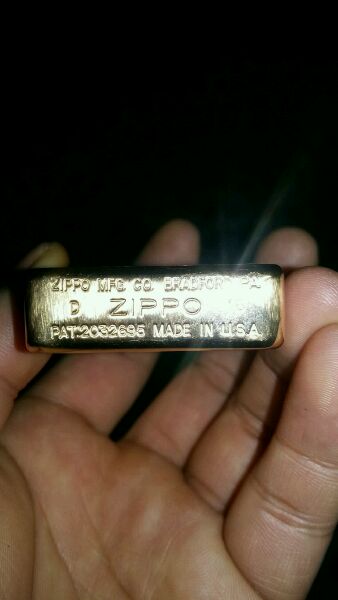 ZIPPO MFG. CO. BRADFORD PA
D ZIPPO
PAT.2032695 MADE IN U.S.A.